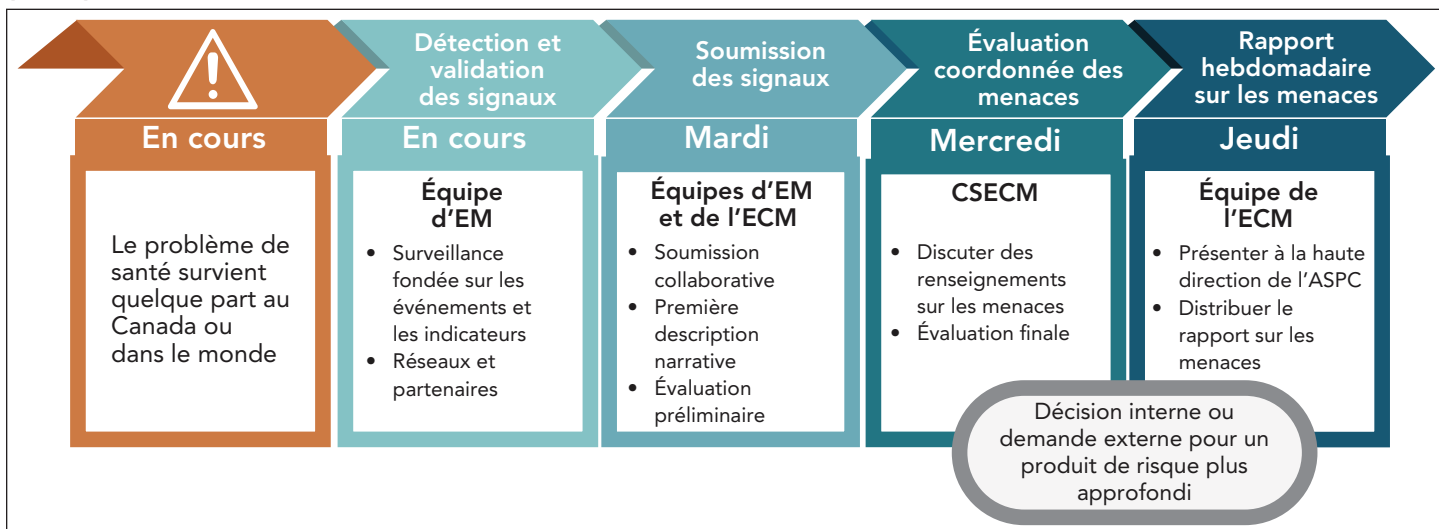 Détection et
validation
des signaux
Soumission
des signaux
Évaluation
coordonnée des
menaces
Rapport
hebdomadaire
sur les menaces
En cours
En cours
Mardi
Mercredi
Jeudi
Le problème de
santé survient
quelque part au
Canada ou
dans le monde
Équipe
d'EM
• Surveillance
fondée sur les
événements et
les indicateurs
• Réseaux et
partenaires
Équipes d'EM
et de l'ECM
• Soumission
collaborative
• Première
description
narrative
• Évaluation
préliminaire
CSECM
• Discuter des
renseignements
sur les menaces
• Évaluation finale
Équipe de
l'ECM
• Présenter à la haute
direction de l'ASPC
• Distribuer le
rapport sur les
menaces
Décision interne ou
demande externe pour un
produit de risque plus
approfondi